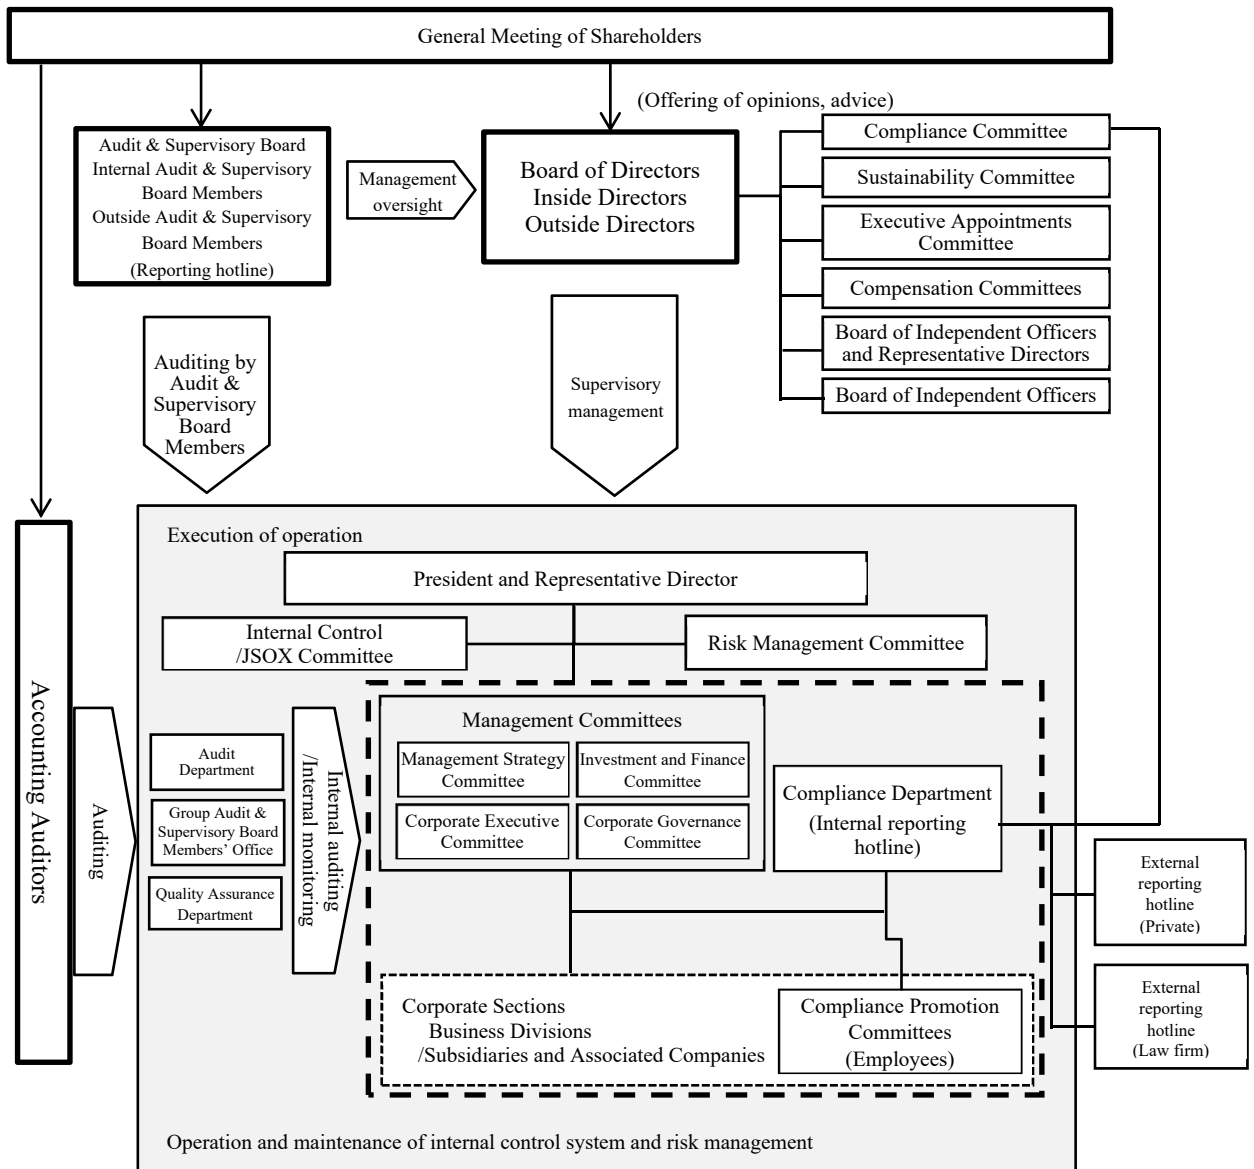 General Meeting of Shareholders
(Offering of opinions, advice)
Audit & Supervisory Board
Internal Audit & Supervisory
Board Members
Outside Audit & Supervisory
Board Members
(Reporting hotline)
Management
oversight
Board of Directors
Inside Directors
Outside Directors
Compliance Committee
Sustainability Committee
Executive Appointments
Committee
Compensation Committees
Board of Independent Officers
and Representative Directors
Board of Independent Officers
Auditing by
Audit &
Supervisory
Board
Members
Supervisory
management
Execution of operation
President and Representative Director
Internal Control
/JSOX Committee
Risk Management Committee
Accounting Auditors
Auditing
Audit
Department
Group Audit &
Supervisory Board
Members’ Office
Quality Assurance
Department
Internal auditing
/Internal monitoring
Management Committees
Management Strategy
Committee
Investment and Finance
Committee
Corporate Executive
Committee
Corporate Governance
Committee
Compliance Department
(Internal reporting
hotline)
External
reporting
hotline
(Private)
External
reporting
hotline
(Law firm)
Corporate Sections
Business Divisions
/Subsidiaries and Associated Companies
Compliance Promotion
Committees
(Employees)
Operation and maintenance of internal control system and risk management